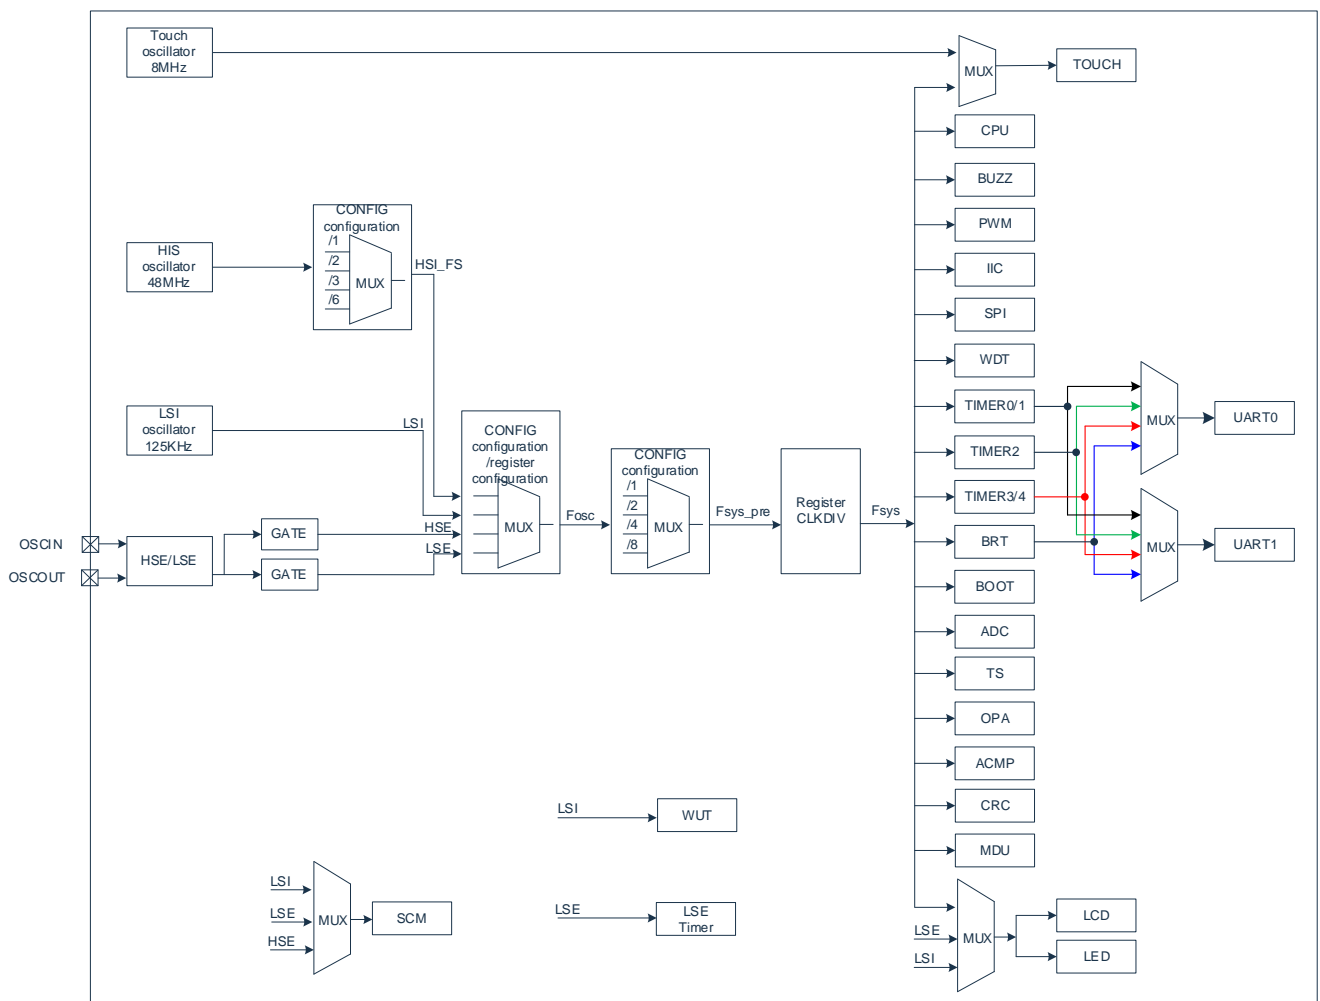 Touch
oscillator
8MHz
MUX
TOUCH
CPU
BUZZ
PWM
IIC
SPI
WDT
TIMER0/1
TIMER2
TIMER3/4
BRT
BOOT
ADC
TS
OPA
ACMP
CRC
MDU
CONFIG
configuration
/1
/2
/3
/6
MUX
HSI_FS
HIS
oscillator
48MHz
LSI
oscillator
125KHz
LSI
CONFIG
configuration
/register
configuration
MUX
HSE
LSE
OSCIN
OSCOUT
HSE/LSE
GATE
GATE
Fosc
CONFIG
configuration
/1
/2
/4
/8
MUX
Fsys_pre
Register
CLKDIV
Fsys
MUX
UART0
MUX
UART1
LSI
WUT
LSI
LSE
HSE
MUX
SCM
LSE
LSE
Timer
LSE
LSI
MUX
LCD
LED